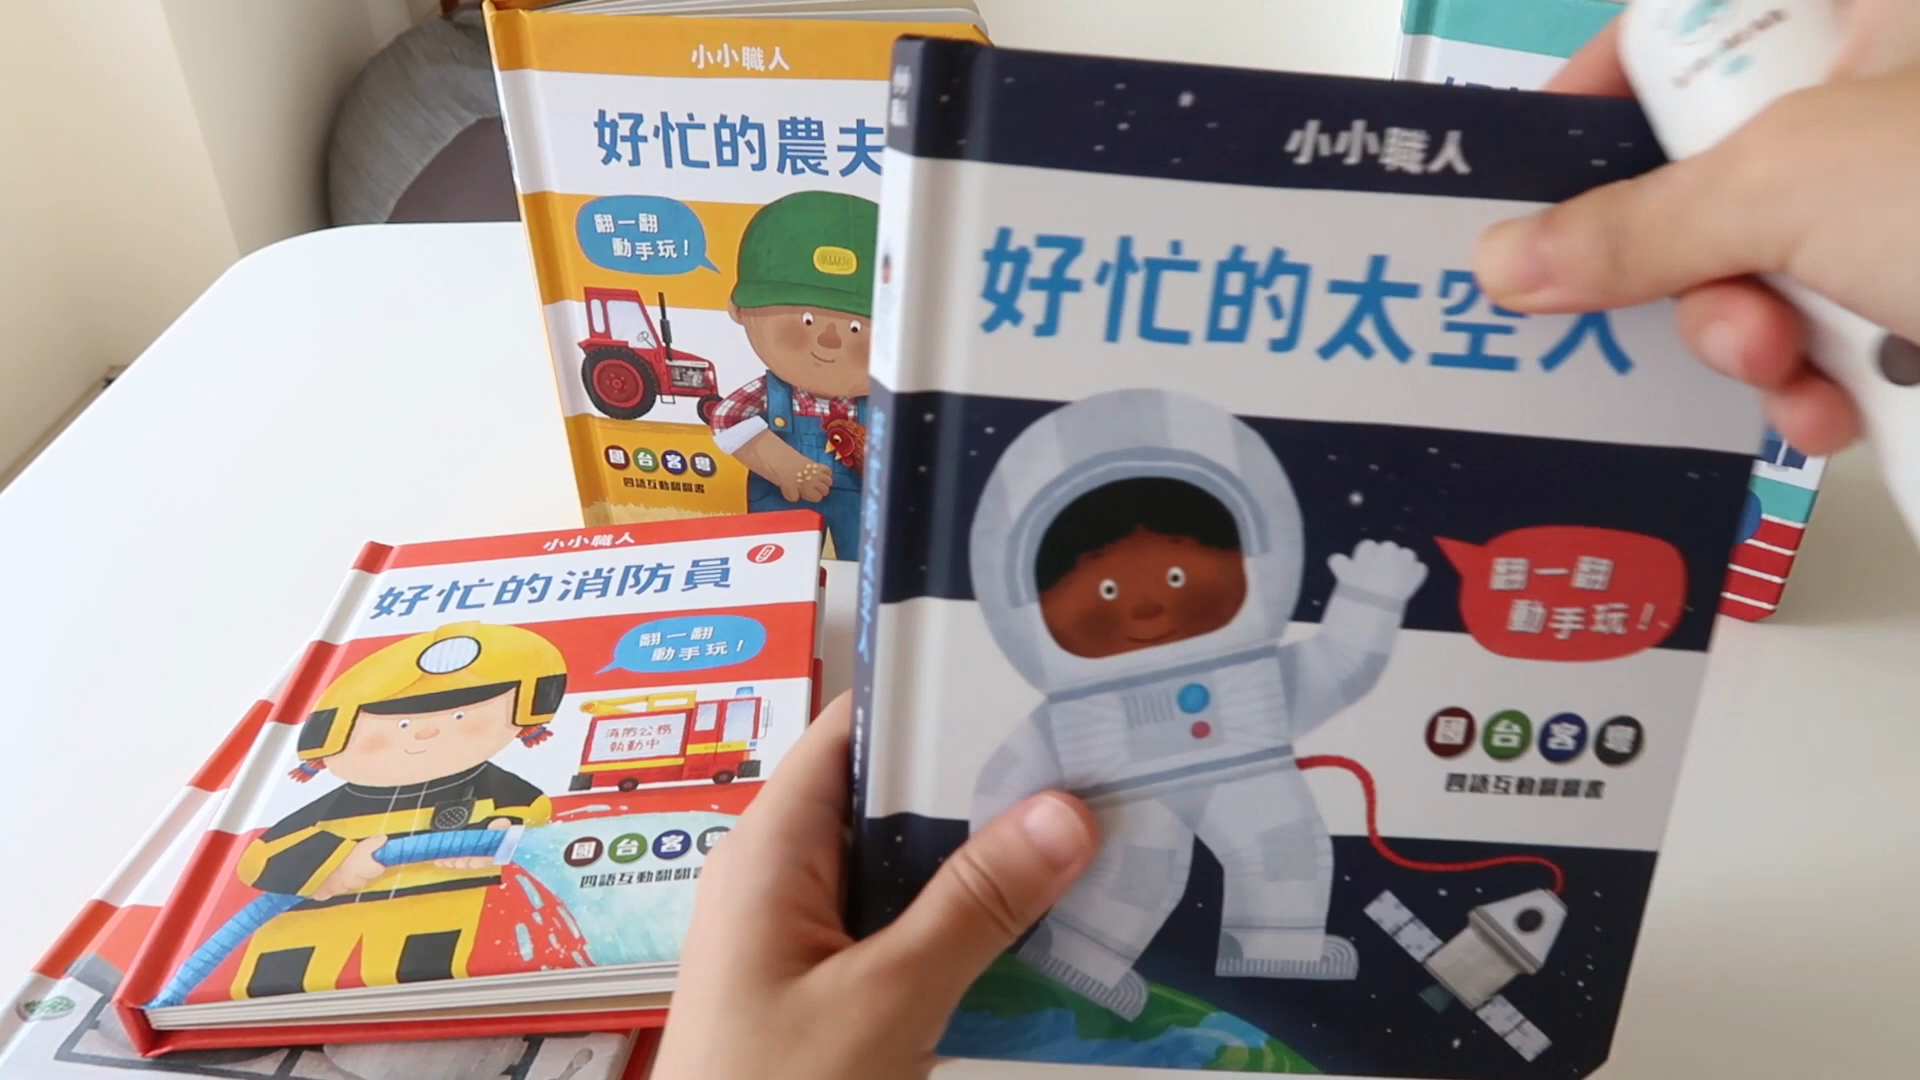 小小職人
好忙的農夫
翻一翻
動手玩！
國台客粵
四語互動翻翻書
小小職人
好忙的太空人
翻一翻
動手玩！
國台客粵
四語互動翻翻書
小小職人
好忙的消防員
翻一翻
動手玩！
消防公務
執動中
國台客粵
四語互動翻翻